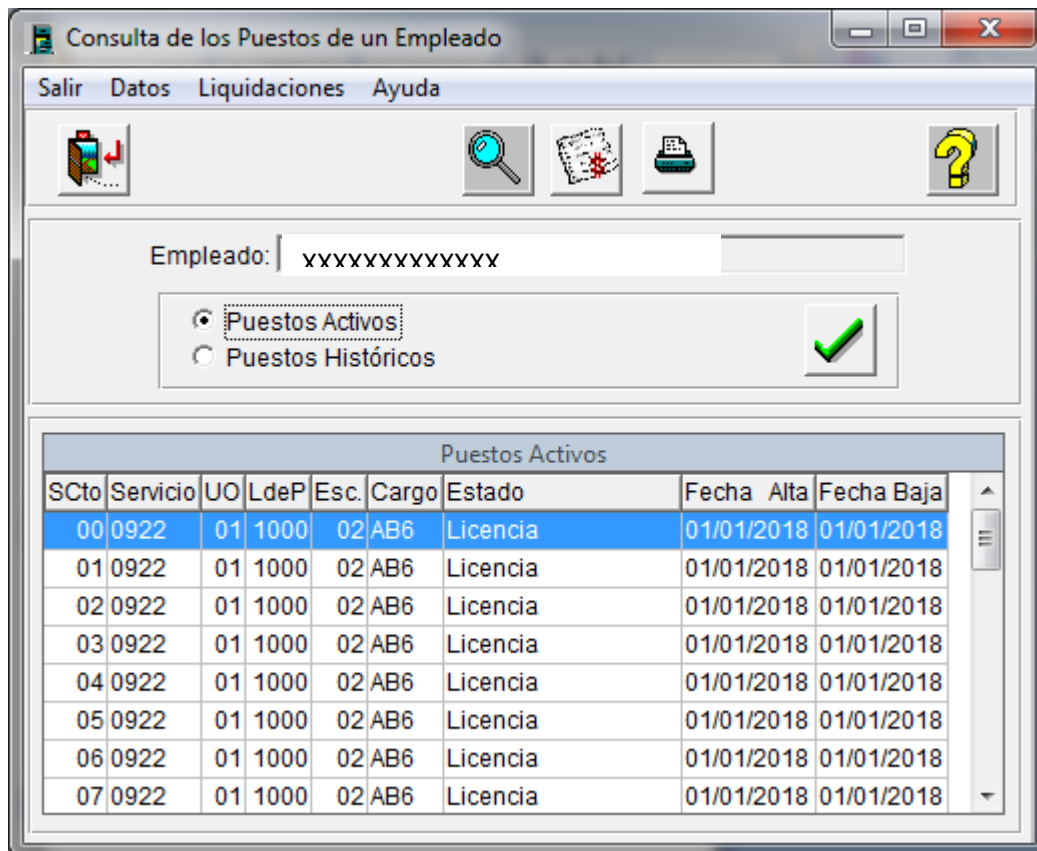 Consulta de los Puestos de un Empleado
Salir Datos Liquidaciones Ayuda
Empleado: xxxxxxxxxxxxx
Puestos Activos
Puestos Históricos
Puestos Activos
SCto Servicio UO LdeP Esc. Cargo Estado Fecha Alta Fecha Baja
00 0922 01 1000 02 AB6 Licencia 01/01/2018 01/01/2018
01 0922 01 1000 02 AB6 Licencia 01/01/2018 01/01/2018
02 0922 01 1000 02 AB6 Licencia 01/01/2018 01/01/2018
03 0922 01 1000 02 AB6 Licencia 01/01/2018 01/01/2018
04 0922 01 1000 02 AB6 Licencia 01/01/2018 01/01/2018
05 0922 01 1000 02 AB6 Licencia 01/01/2018 01/01/2018
06 0922 01 1000 02 AB6 Licencia 01/01/2018 01/01/2018
07 0922 01 1000 02 AB6 Licencia 01/01/2018 01/01/2018